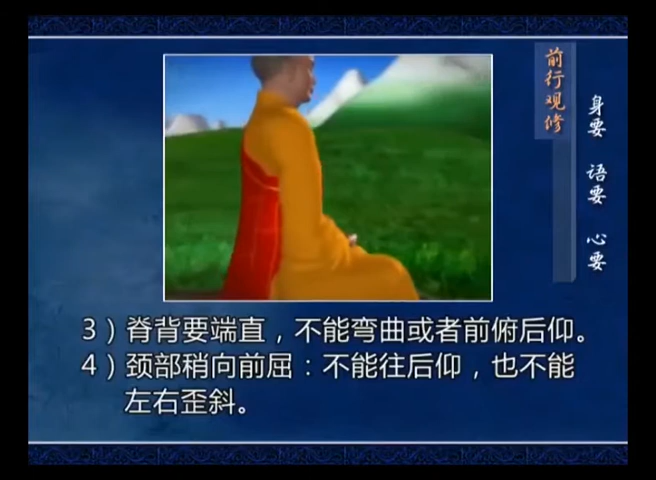 前行观修
身要 语要 心要
3）脊背要端直，不能弯曲或者前俯后仰。
4）颈部稍向前屈：不能往后仰，也不能
左右歪斜。